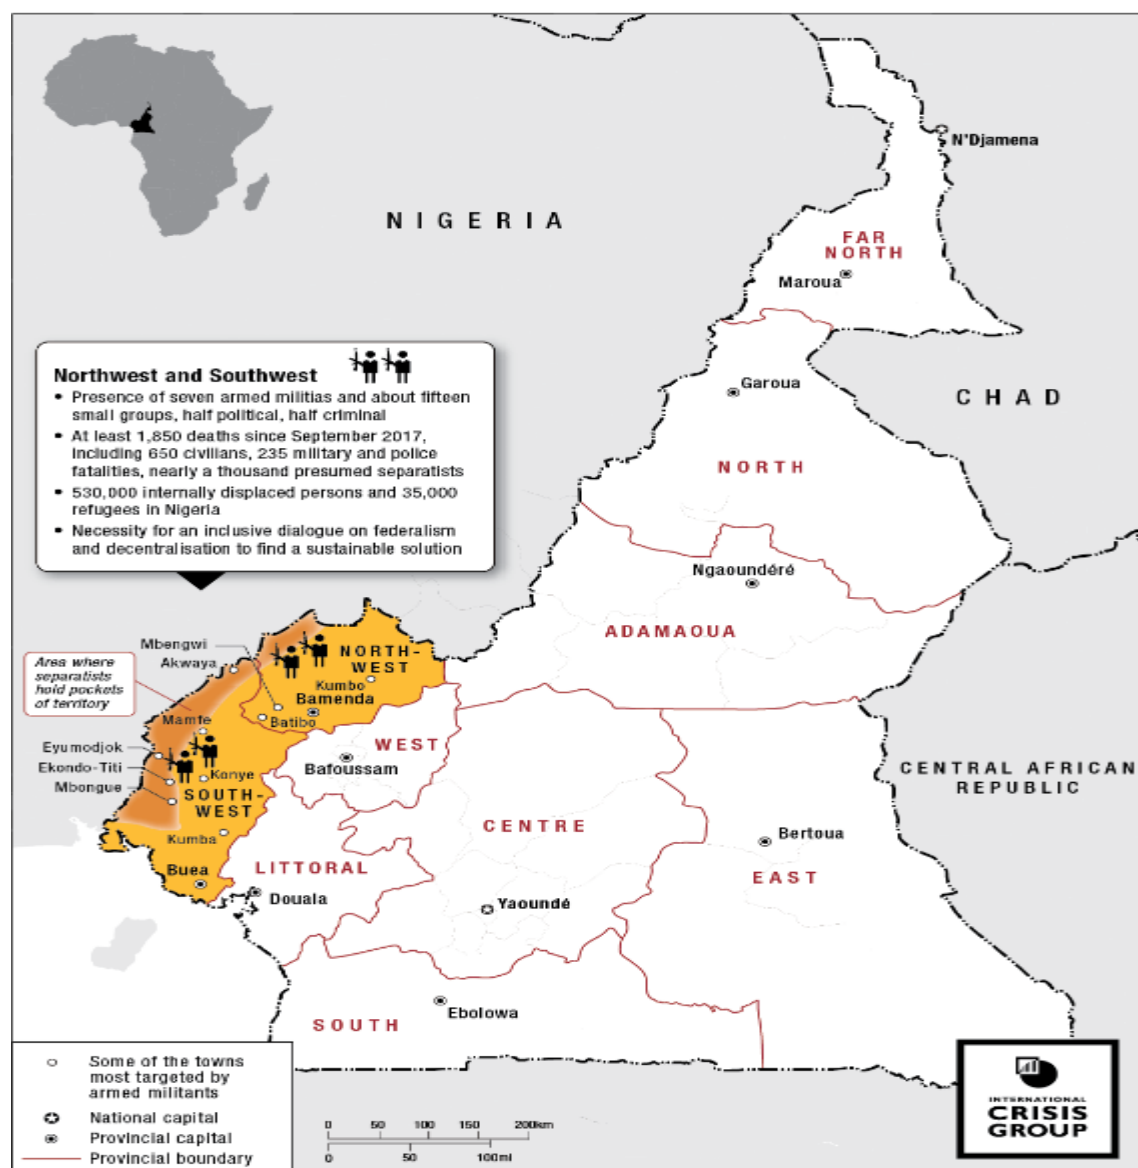 N'Djamena
NIGERIA
FAR
NORTH
Maroua
Northwest and Southwest
• Presence of seven armed militias and about fifteen
small groups, half political, half criminal
• At least 1,850 deaths since September 2017,
including 650 civilians, 235 military and police
fatalities, nearly a thousand presumed separatists
• 530,000 internally displaced persons and 35,000
refugees in Nigeria
• Necessity for an inclusive dialogue on federalism
and decentralisation to find a sustainable solution
Garoua
CHAD
NORTH
Ngaoundéré
ADAMAOUA
Mbengwi
Akwaya
Area where
separatists
hold pockets
of territory
NORTH-
WEST
Kumbo
Bamenda
Batibo
Mamfe
Eyumodjok
Ekondo-Titi
Mbongue
Konye
SOUTH-
WEST
Kumba
Buea
WEST
Bafoussam
CENTRAL AFRICAN
REPUBLIC
CENTRE
Bertoua
EAST
LITTORAL
Douala
Yaoundé
Ebolowa
SOUTH
Some of the towns
most targeted by
armed militants
National capital
Provincial capital
Provincial boundary
0 50 100 150 200km
0 50 100mi
INTERNATIONAL
CRISIS
GROUP